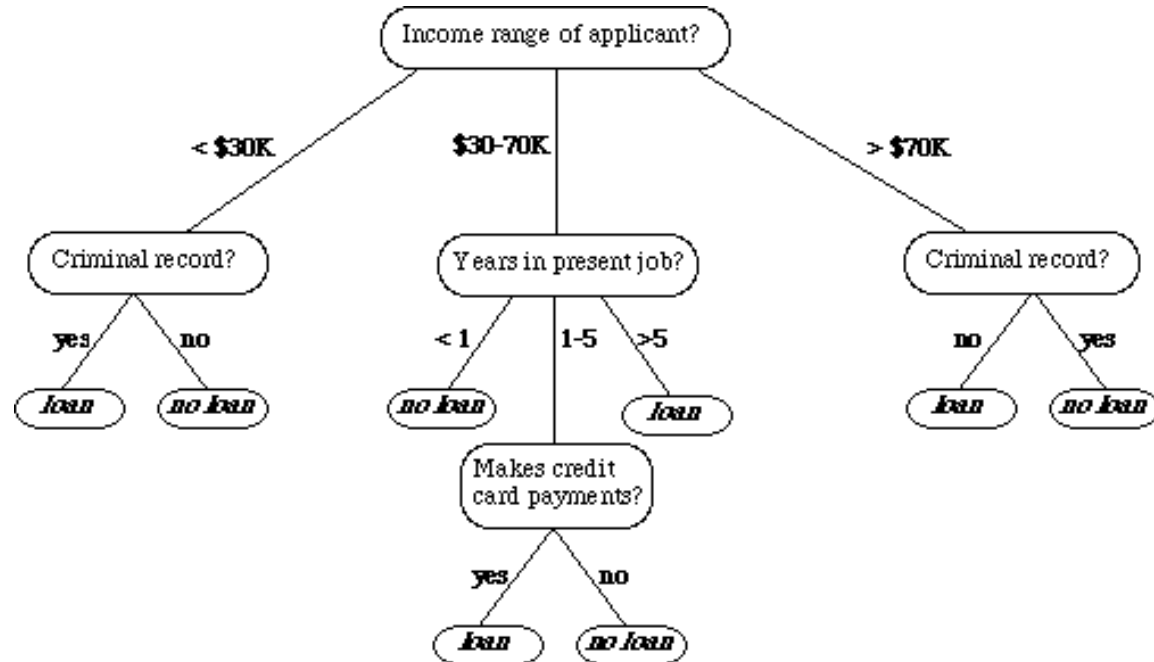 Income range of applicant?
< $30K
$30-70K
> $70K
Criminal record?
Years in present job?
Criminal record?
yes
no
< 1
1-5
>5
no
yes
loan
no loan
no loan
loan
loan
no loan
Makes credit
card payments?
yes
no
loan
no loan